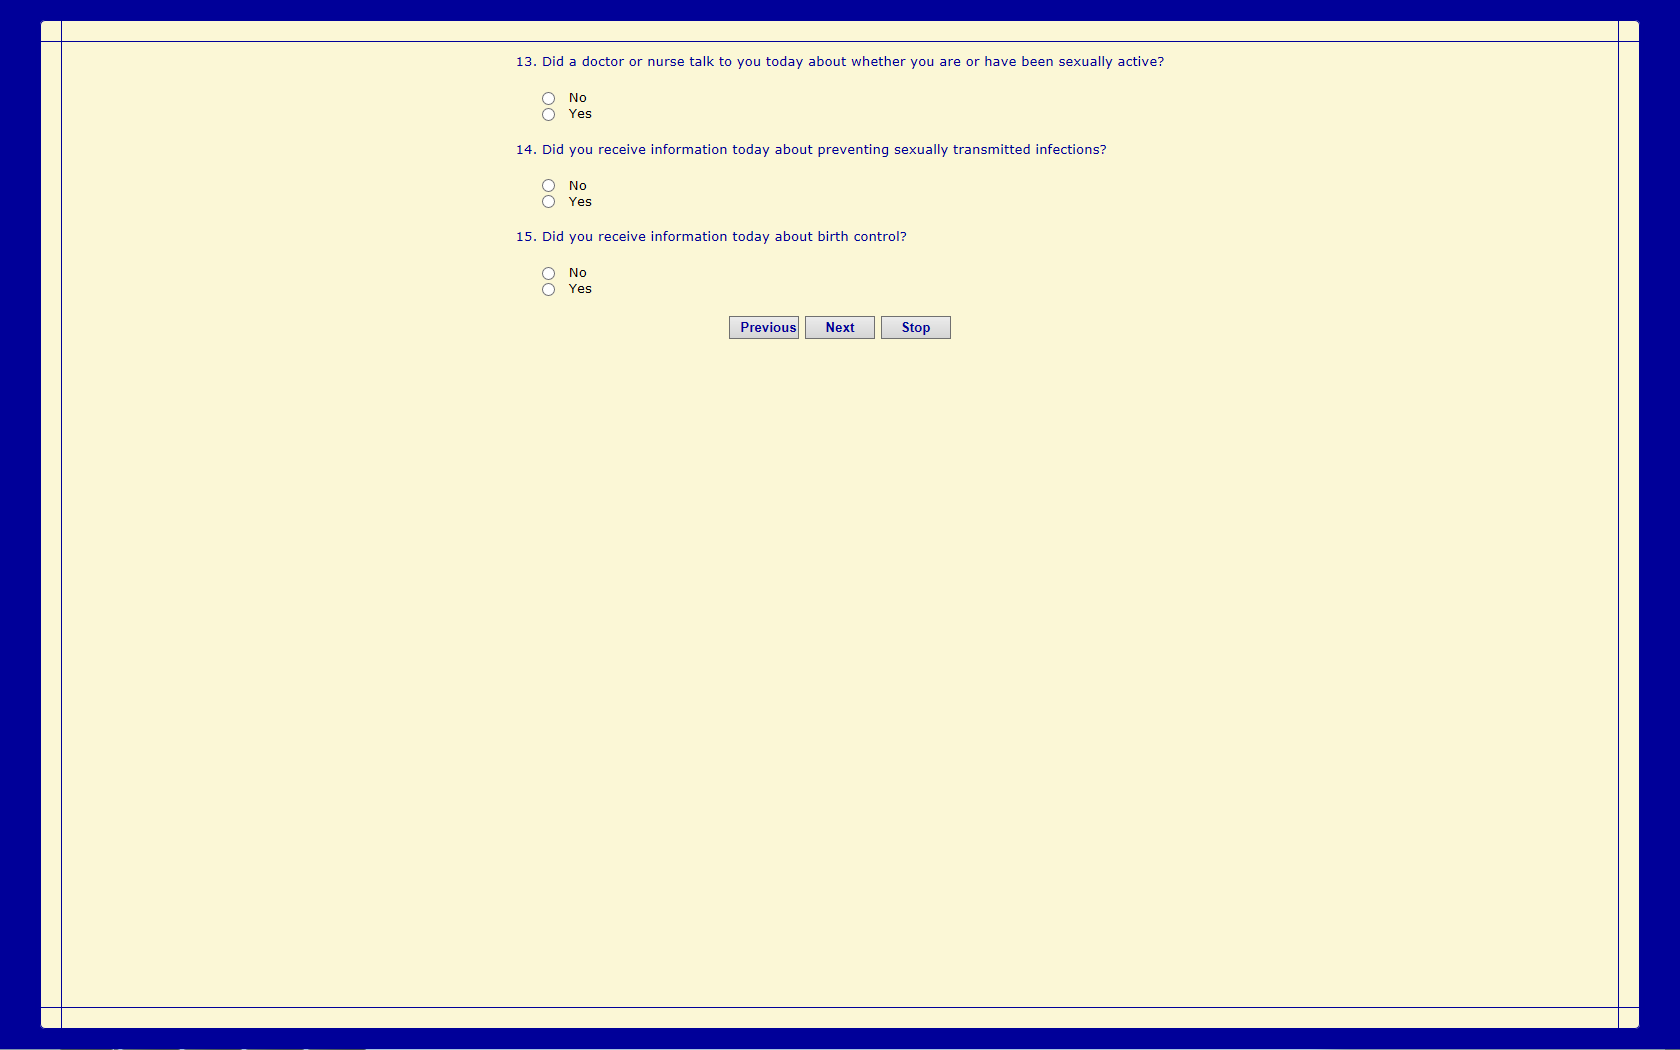 13. Did a doctor or nurse talk to you today about whether you are or have been sexually active?
No
Yes
14. Did you receive information today about preventing sexually transmitted infections?
No
Yes
15. Did you receive information today about birth control?
No
Yes
Previous Next Stop